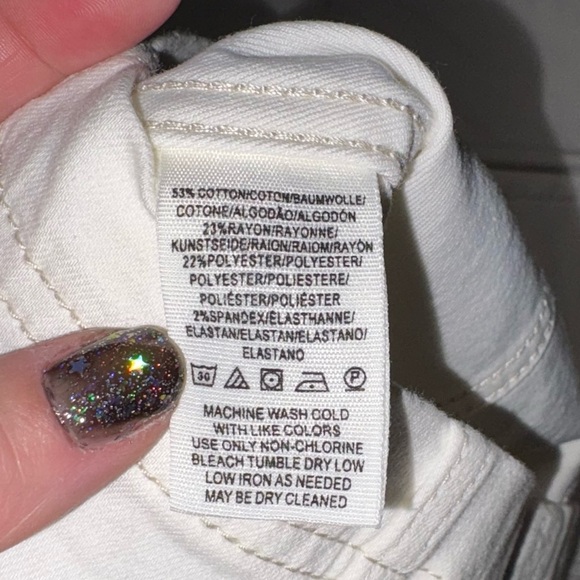 53% COTTON/COTON/BAUMWOLLE/
COTONE/ALGODÃO/ALGODÓN
23%RAYON/RAYONNE/
KUNSTSEIDE/RAION/RAIOM/RAYÓN
22%POLYESTER/POLYESTER/
POLYESTER/POLIESTERE/
POLIÉSTER/POLIÉSTER
2%SPANDEX/ÉLASTHANNE/
ELASTAN/ELASTAN/ELASTANO/
ELASTANO
30 P
MACHINE WASH COLD
WITH LIKE COLORS
USE ONLY NON-CHLORINE
BLEACH TUMBLE DRY LOW
LOW IRON AS NEEDED
MAY BE DRY CLEANED